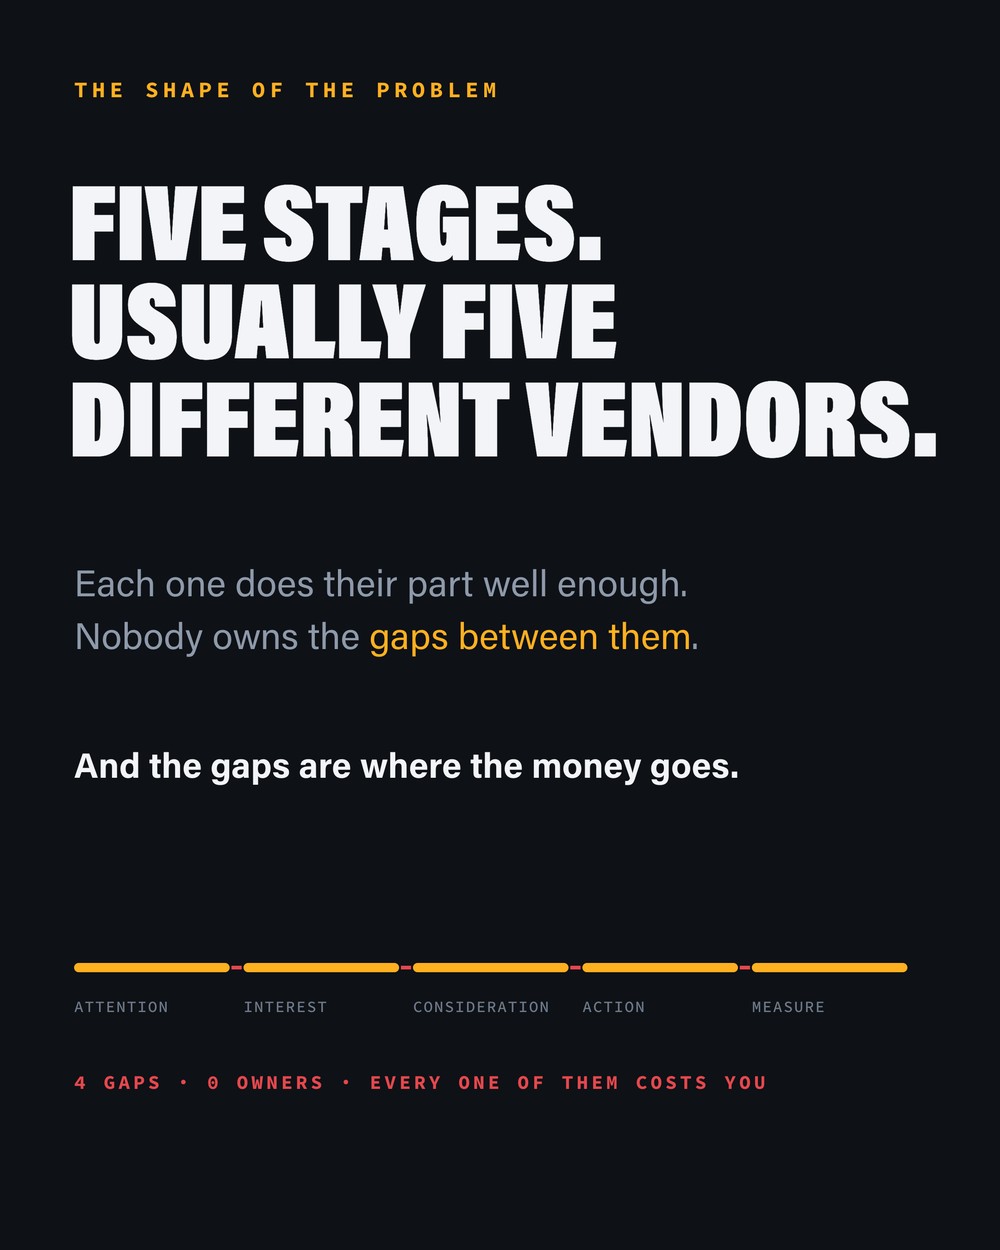 THE SHAPE OF THE PROBLEM
FIVE STAGES.
USUALLY FIVE
DIFFERENT VENDORS.
Each one does their part well enough.
Nobody owns the gaps between them.
And the gaps are where the money goes.
ATTENTION INTEREST CONSIDERATION ACTION MEASURE
4 GAPS · 0 OWNERS · EVERY ONE OF THEM COSTS YOU